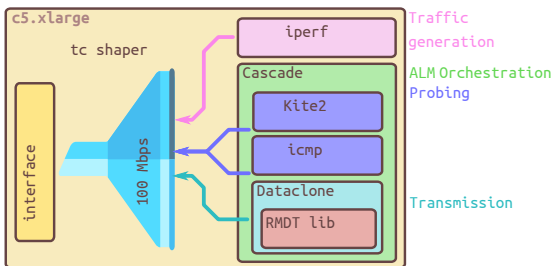 c5.xlarge
tc shaper
interface
100 Mbps
iperf
Cascade
Kite2
icmp
Dataclone
RMDT lib
Traffic
generation
ALM Orchestration
Probing
Transmission